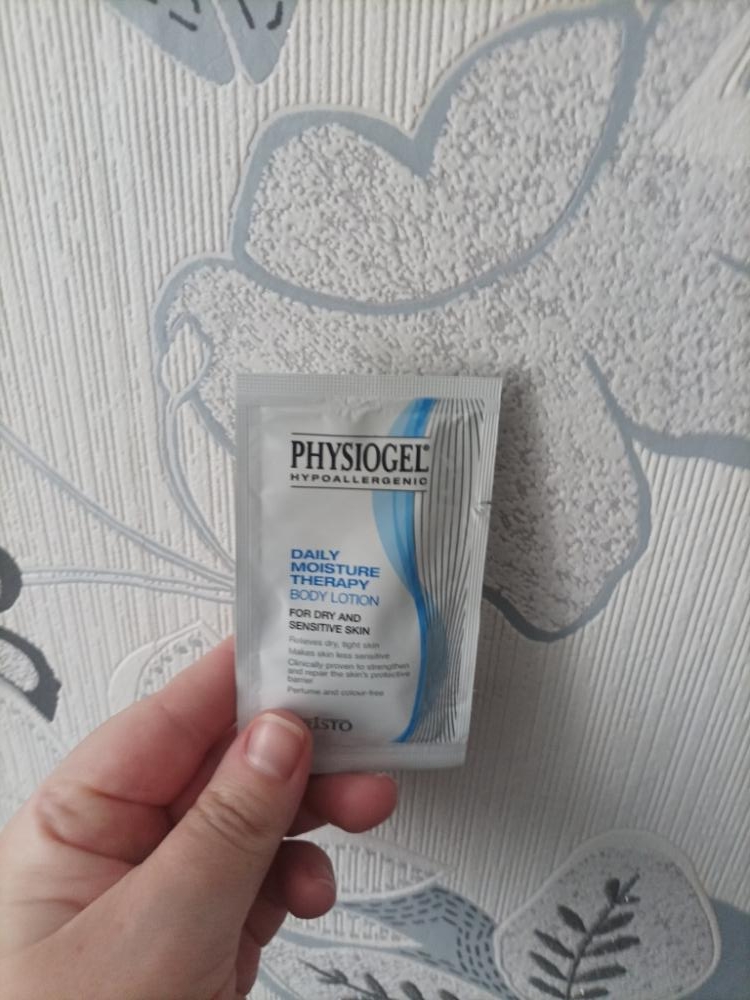 PHYSIOGEL®
HYPOALLERGENIC
DAILY
MOISTURE
THERAPY
BODY LOTION
FOR DRY AND
SENSITIVE SKIN
Relieves dry, tight skin
Makes skin less sensitive
Clinically proven to strengthen
and repair the skin's protective
barrier
Perfume and colour-free